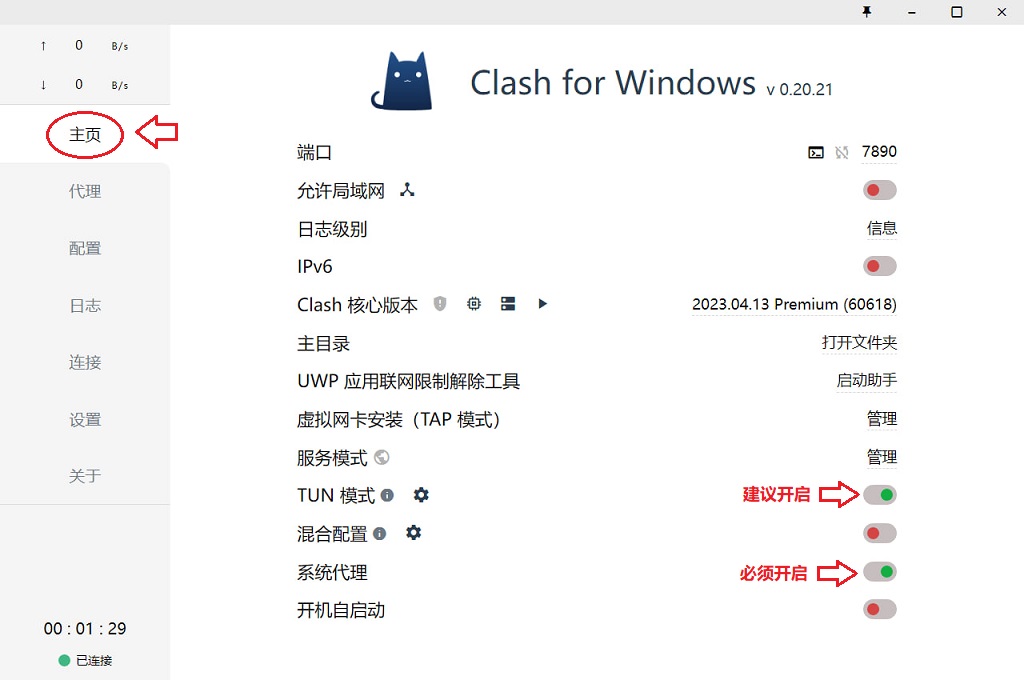 ↑ 0 B/s
↓ 0 B/s
主页
代理
配置
日志
连接
设置
关于
00 : 01 : 29
已连接
Clash for Windows v 0.20.21
端口 7890
允许局域网
日志级别 信息
IPv6
Clash 核心版本 2023.04.13 Premium (60618)
主目录 打开文件夹
UWP 应用联网限制解除工具 启动助手
虚拟网卡安装（TAP 模式） 管理
服务模式 管理
TUN 模式 建议开启
混合配置
系统代理 必须开启
开机自启动